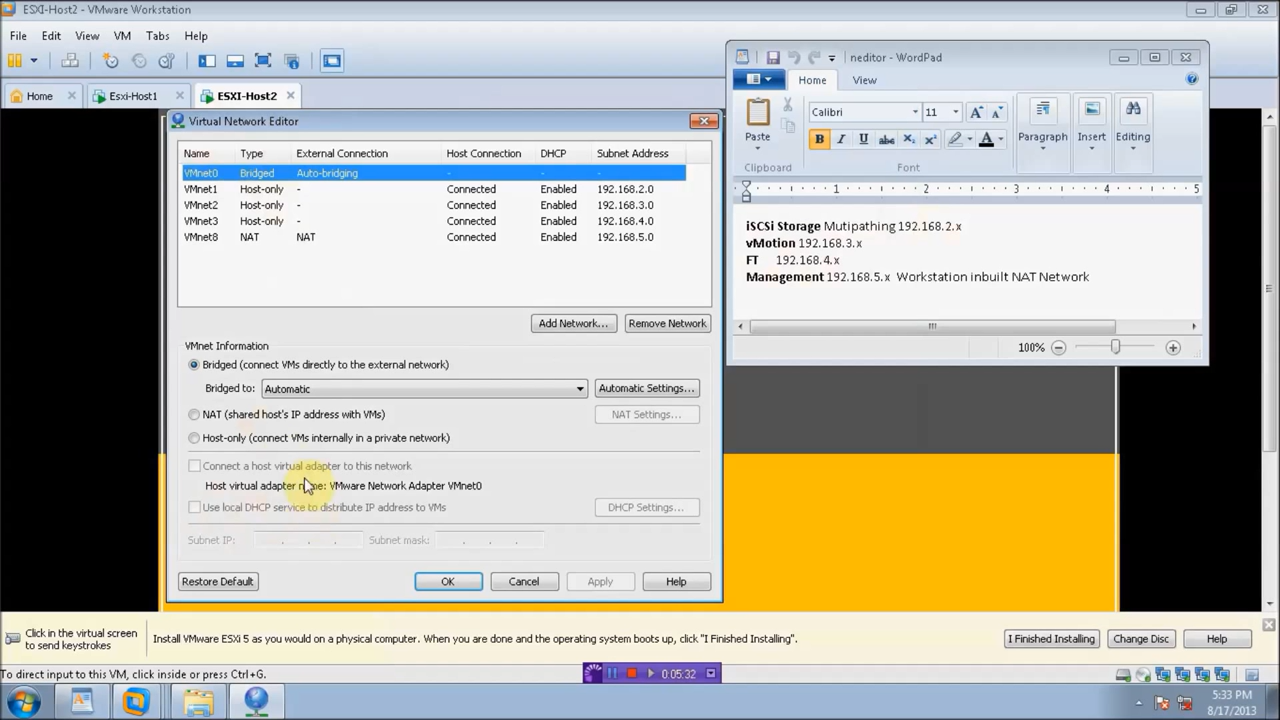 ESXI-Host2 - VMware Workstation
File Edit View VM Tabs Help
Home Esxi-Host1 ESXI-Host2
Virtual Network Editor
Name Type External Connection Host Connection DHCP Subnet Address
VMnet0 Bridged Auto-bridging - - -
VMnet1 Host-only - Connected Enabled 192.168.2.0
VMnet2 Host-only - Connected Enabled 192.168.3.0
VMnet3 Host-only - Connected Enabled 192.168.4.0
VMnet8 NAT NAT Connected Enabled 192.168.5.0
Add Network... Remove Network
VMnet Information
Bridged (connect VMs directly to the external network)
Bridged to: Automatic Automatic Settings...
NAT (shared host's IP address with VMs) NAT Settings...
Host-only (connect VMs internally in a private network)
Connect a host virtual adapter to this network
Host virtual adapter name: VMware Network Adapter VMnet0
Use local DHCP service to distribute IP address to VMs DHCP Settings...
Subnet IP: . . . Subnet mask: . . .
Restore Default OK Cancel Apply Help
neditor - WordPad
Home View
Paste Calibri 11 Paragraph Insert Editing
B I U abc X₂ X² A
Clipboard Font
1 2 3 4 5
iSCSi Storage Mutipathing 192.168.2.x
vMotion 192.168.3.x
FT 192.168.4.x
Management 192.168.5.x Workstation inbuilt NAT Network
100%
Click in the virtual screen
to send keystrokes
Install VMware ESXi 5 as you would on a physical computer. When you are done and the operating system boots up, click "I Finished Installing".
I Finished Installing Change Disc Help
To direct input to this VM, click inside or press Ctrl+G.
0:05:32
5:33 PM
8/17/2013